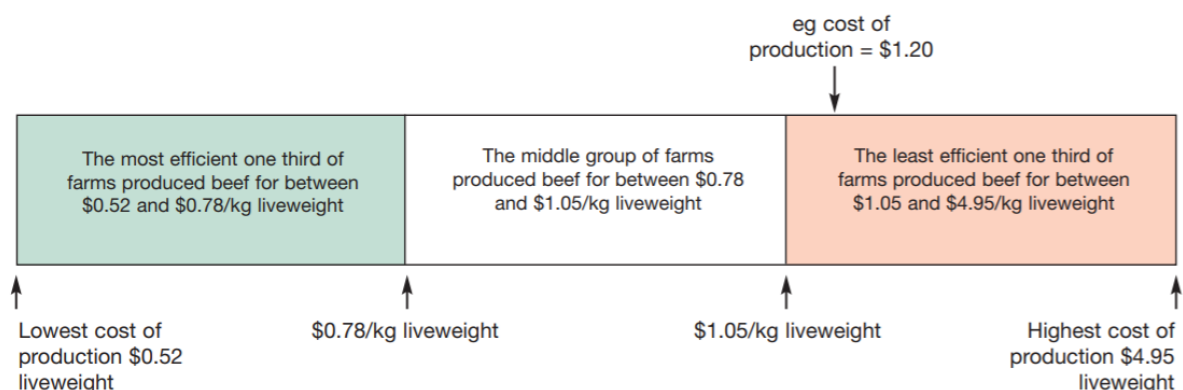 eg cost of
production = $1.20
The most efficient one third of
farms produced beef for between
$0.52 and $0.78/kg liveweight
The middle group of farms
produced beef for between $0.78
and $1.05/kg liveweight
The least efficient one third of
farms produced beef for between
$1.05 and $4.95/kg liveweight
Lowest cost of
production $0.52
liveweight
$0.78/kg liveweight
$1.05/kg liveweight
Highest cost of
production $4.95
liveweight